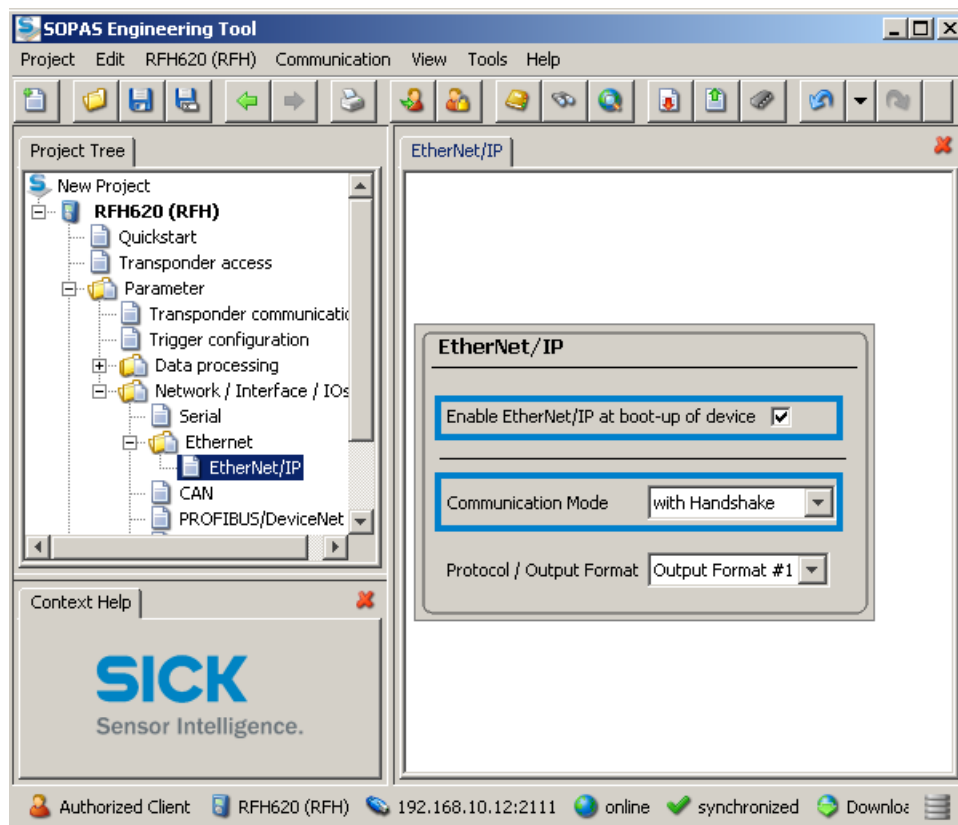 SOPAS Engineering Tool
Project Edit RFH620 (RFH) Communication View Tools Help
Project Tree
New Project
RFH620 (RFH)
Quickstart
Transponder access
Parameter
Transponder communicatio
Trigger configuration
Data processing
Network / Interface / IOs
Serial
Ethernet
EtherNet/IP
CAN
PROFIBUS/DeviceNet
Context Help
SICK
Sensor Intelligence.
EtherNet/IP
EtherNet/IP
Enable EtherNet/IP at boot-up of device
Communication Mode with Handshake
Protocol / Output Format Output Format #1
Authorized Client RFH620 (RFH) 192.168.10.12:2111 online synchronized Downloa